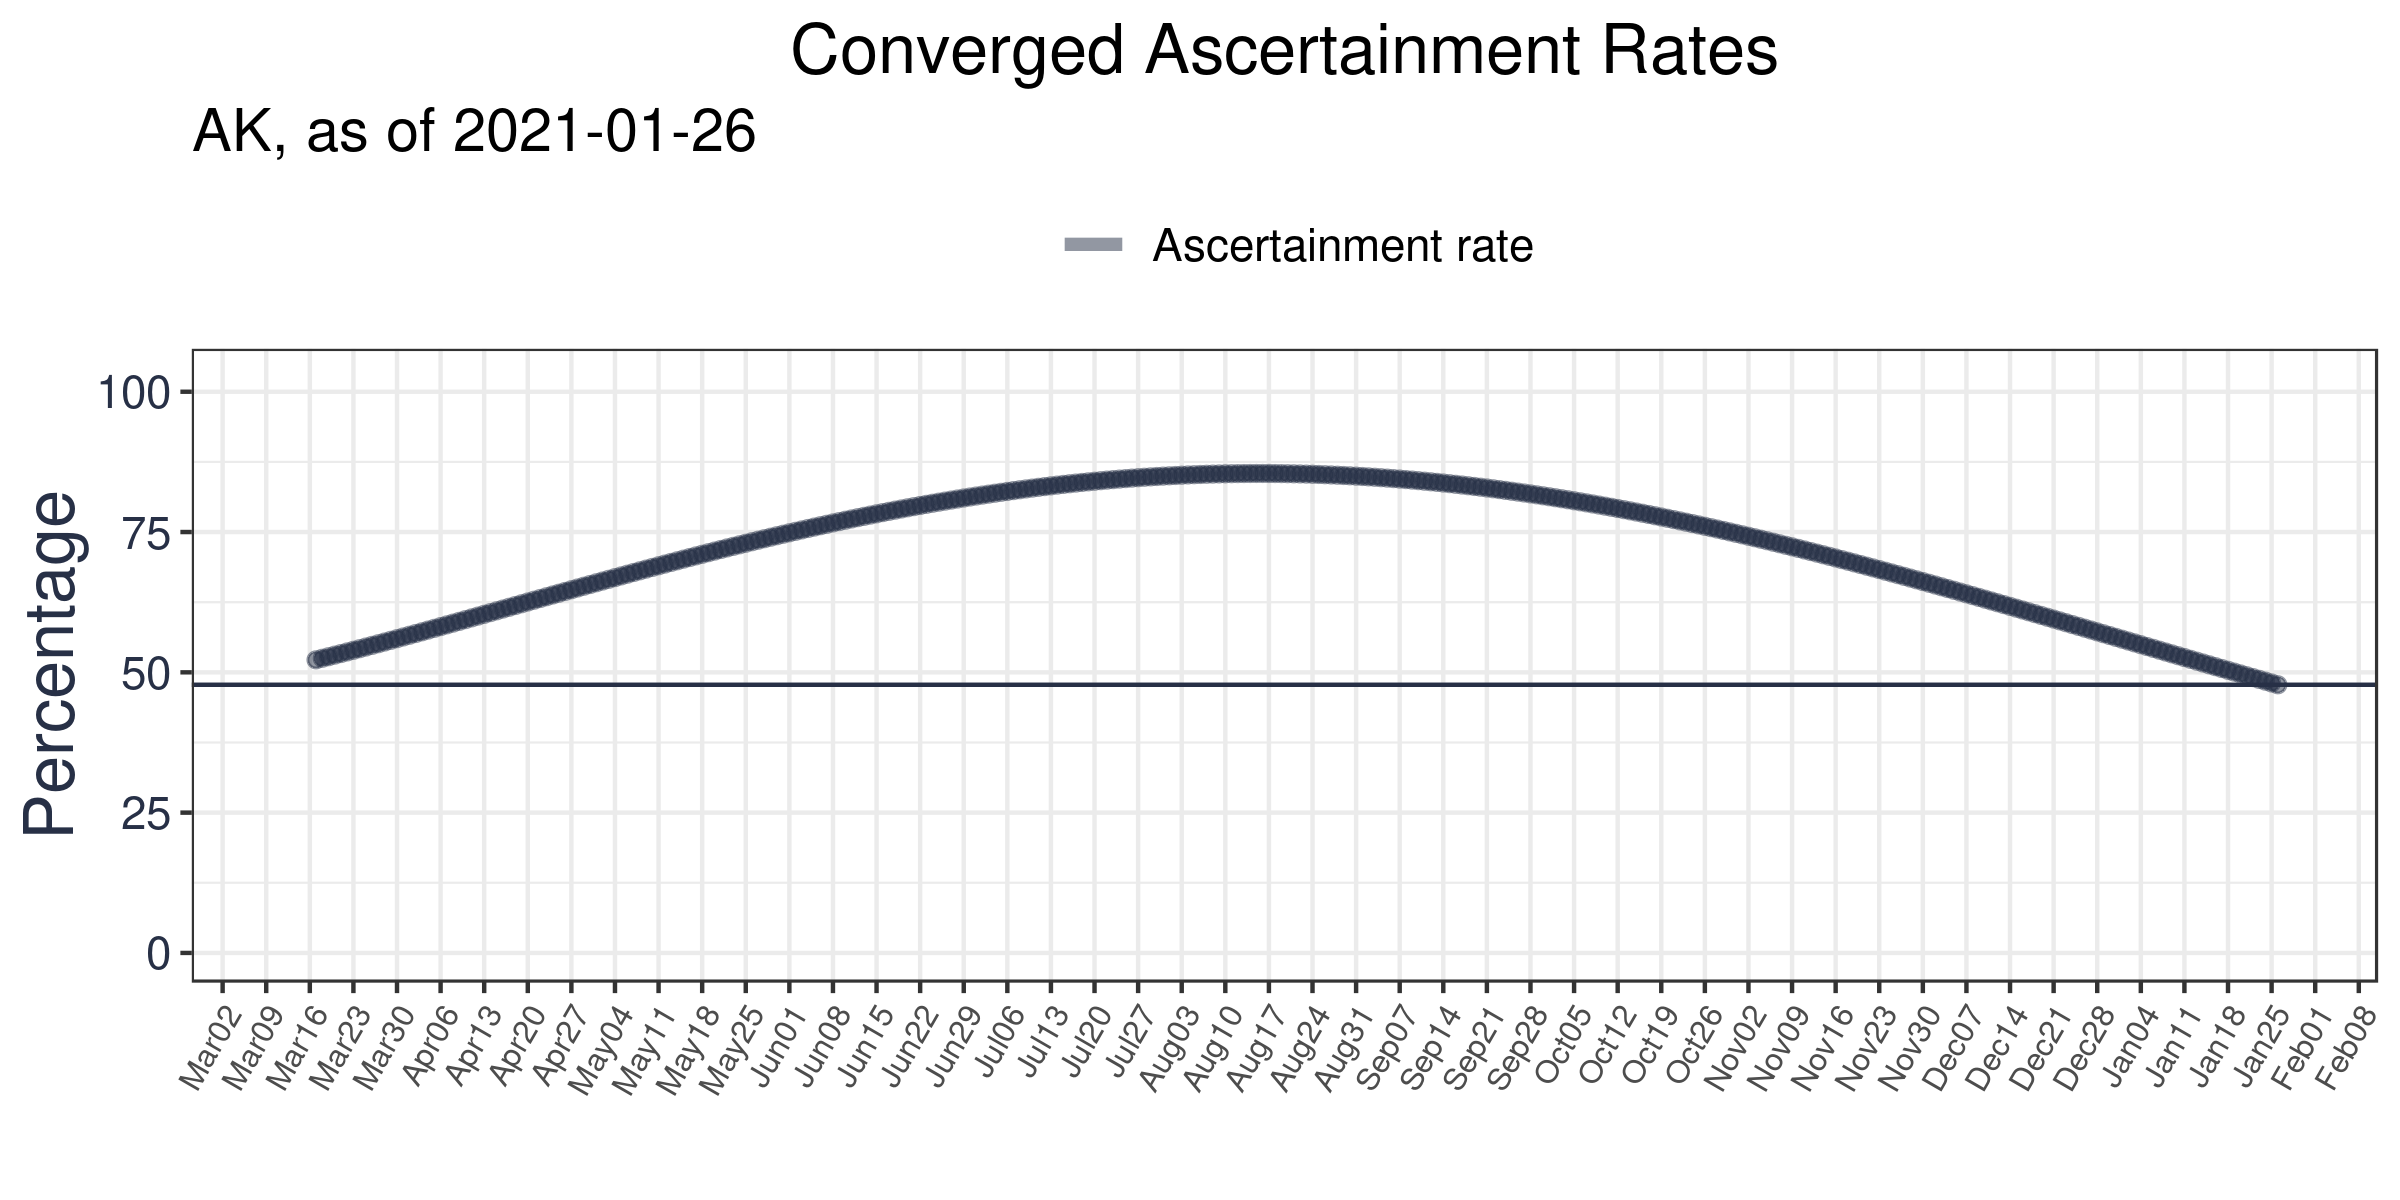 Converged Ascertainment Rates
AK, as of 2021-01-26
Ascertainment rate
Percentage
100
75
50
25
0
Mar02 Mar09 Mar16 Mar23 Mar30 Apr06 Apr13 Apr20 Apr27 May04 May11 May18 May25 Jun01 Jun08 Jun15 Jun22 Jun29 Jul06 Jul13 Jul20 Jul27 Aug03 Aug10 Aug17 Aug24 Aug31 Sep07 Sep14 Sep21 Sep28 Oct05 Oct12 Oct19 Oct26 Nov02 Nov09 Nov16 Nov23 Nov30 Dec07 Dec14 Dec21 Dec28 Jan04 Jan11 Jan18 Jan25 Feb01 Feb08